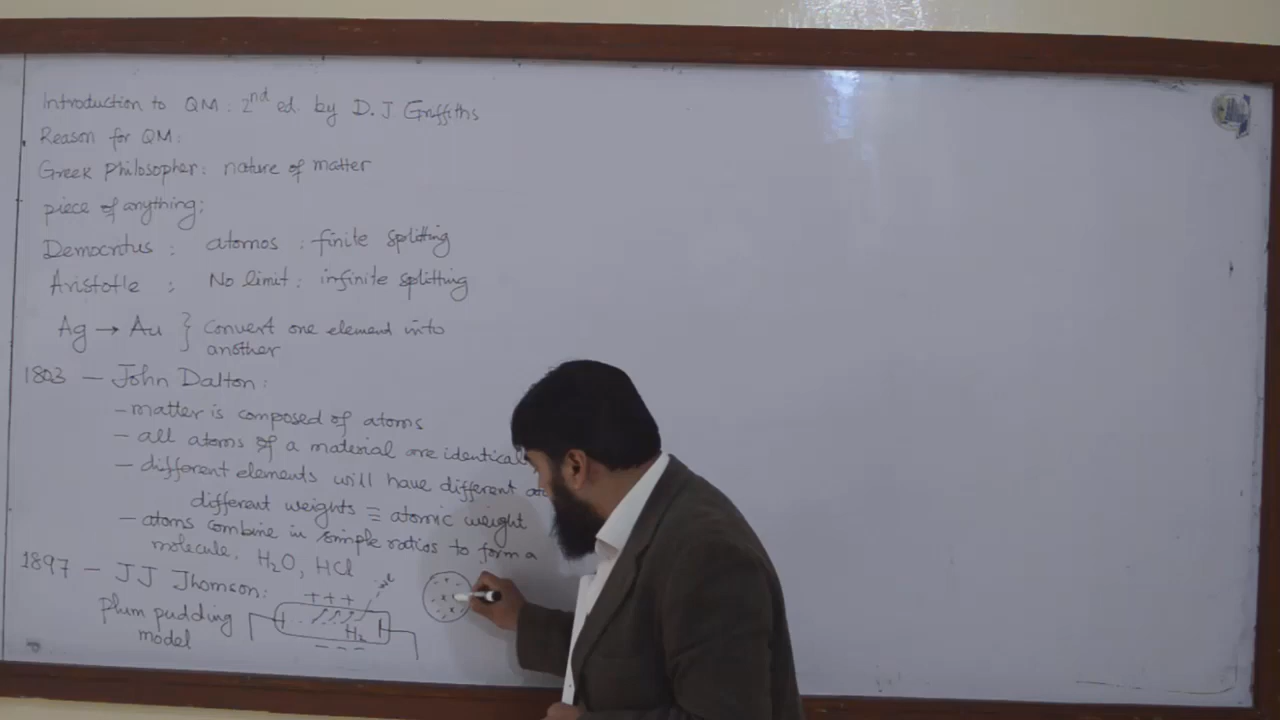 Introduction to QM. 2nd ed. by D.J Griffiths
Reason for QM:
Greek Philosopher: nature of matter
piece of anything:
Democritus : atomos : finite splitting
Aristotle : No limit: infinite splitting
Ag → Au } Convert one element into
another
1803 — John Dalton:
- matter is composed of atoms
- all atoms of a material are identical
- different elements will have different
different weights ≡ atomic weight
- atoms combine in simple ratios to form a
molecule, H₂O, HCl
1897 — JJ Jhomson:
plum pudding
model
+ + +
H₂
- - - -